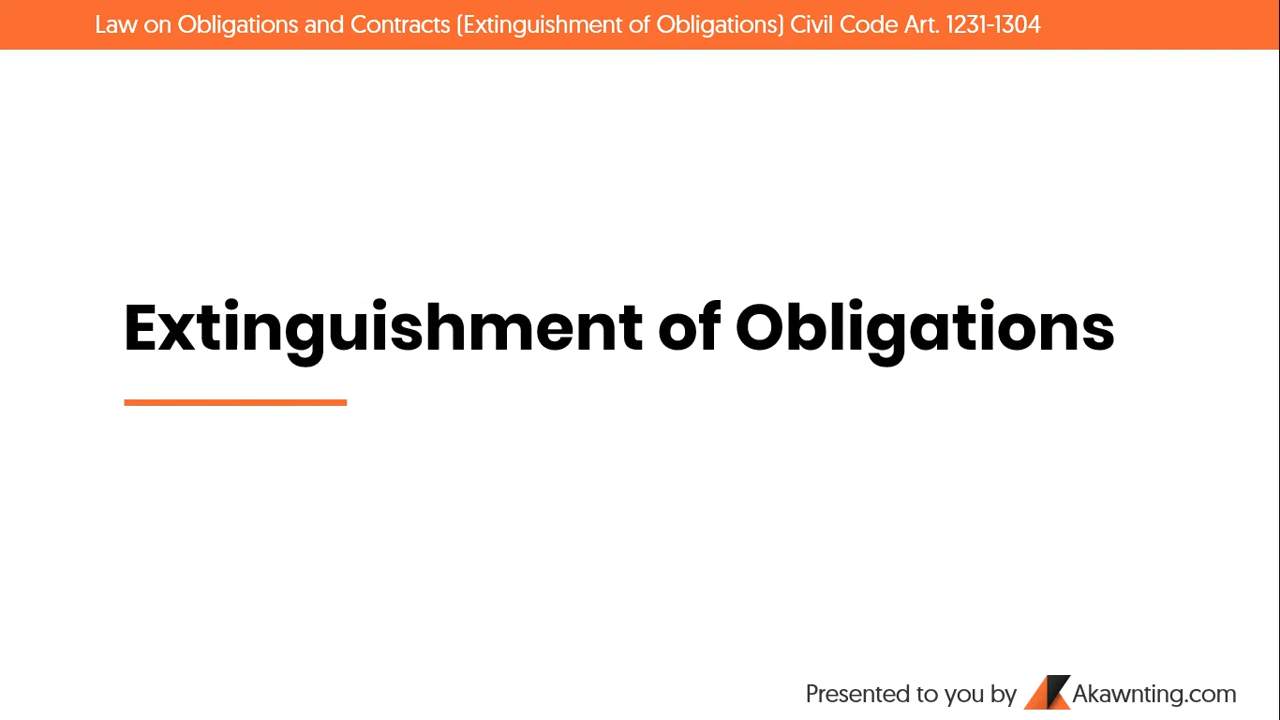 Law on Obligations and Contracts (Extinguishment of Obligations) Civil Code Art. 1231-1304
Extinguishment of Obligations
Presented to you by Akawnting.com